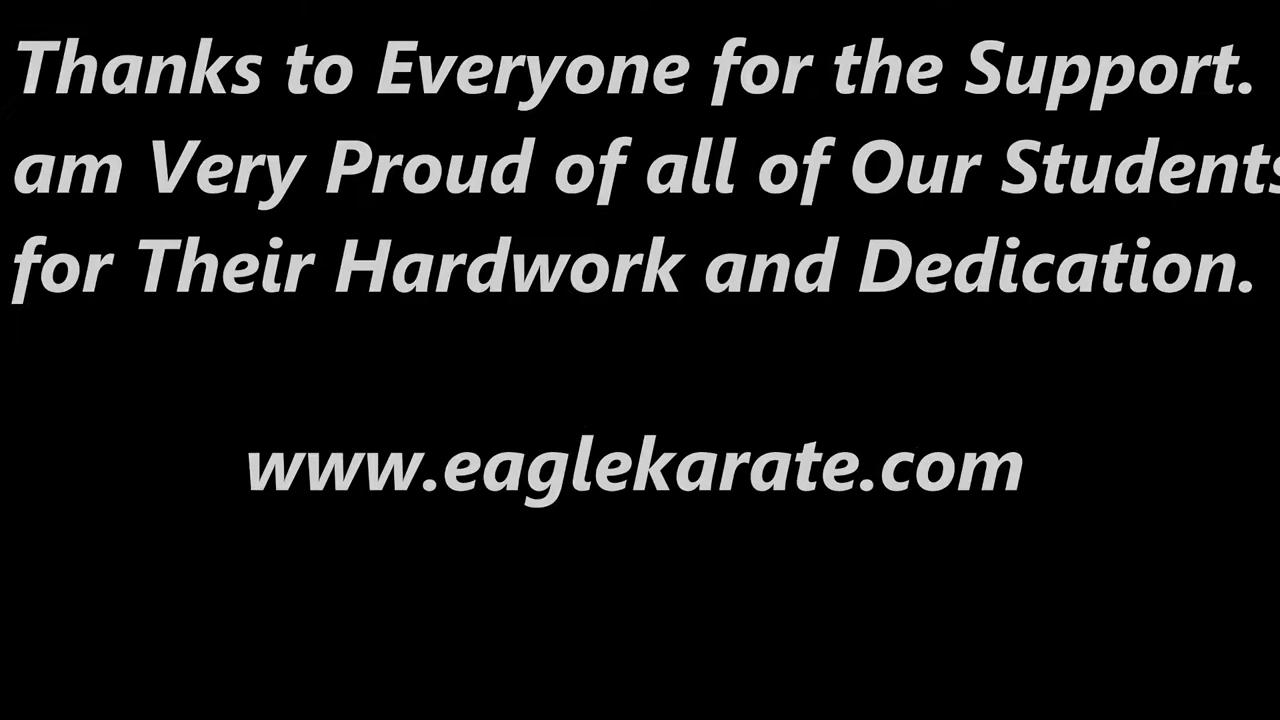 Thanks to Everyone for the Support.
am Very Proud of all of Our Students
for Their Hardwork and Dedication.
www.eaglekarate.com